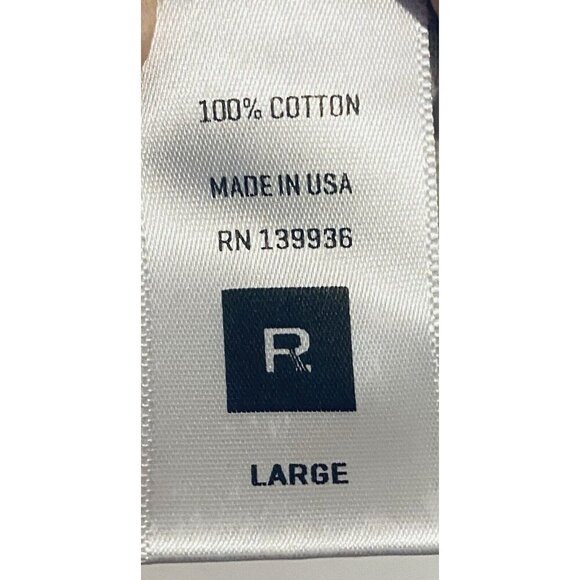 100% COTTON
MADE IN USA
RN 139936
R
LARGE